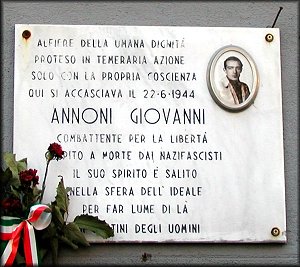 ALFIERE DELLA UMANA DIGNITÀ
PROTESO IN TEMERARIA AZIONE
SOLO CON LA PROPRIA COSCIENZA
QUI SI ACCASCIAVA IL 22-6-1944
ANNONI GIOVANNI
COMBATTENTE PER LA LIBERTÀ
COLPITO A MORTE DAI NAZIFASCISTI
IL SUO SPIRITO È SALITO
NELLA SFERA DELL'IDEALE
PER FAR LUME DI LÀ
DEGLI UOMINI